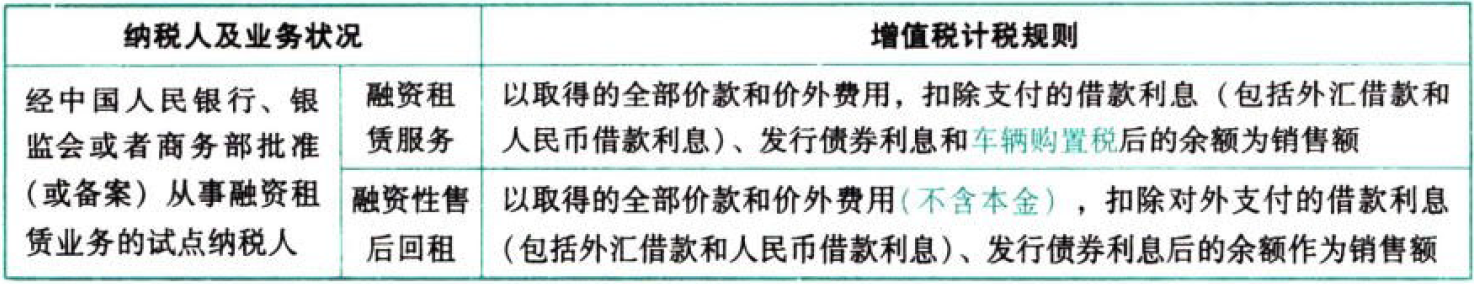 纳税人及业务状况
增值税计税规则
经中国人民银行、银
监会或者商务部批准
(或备案)从事融资租
赁业务的试点纳税人
融资租
赁服务
以取得的全部价款和价外费用，扣除支付的借款利息（包括外汇借款和
人民币借款利息）、发行债券利息和车辆购置税后的余额为销售额
融资性售
后回租
以取得的全部价款和价外费用(不含本金)，扣除对外支付的借款利息
(包括外汇借款和人民币借款利息)、发行债券利息后的余额作为销售额